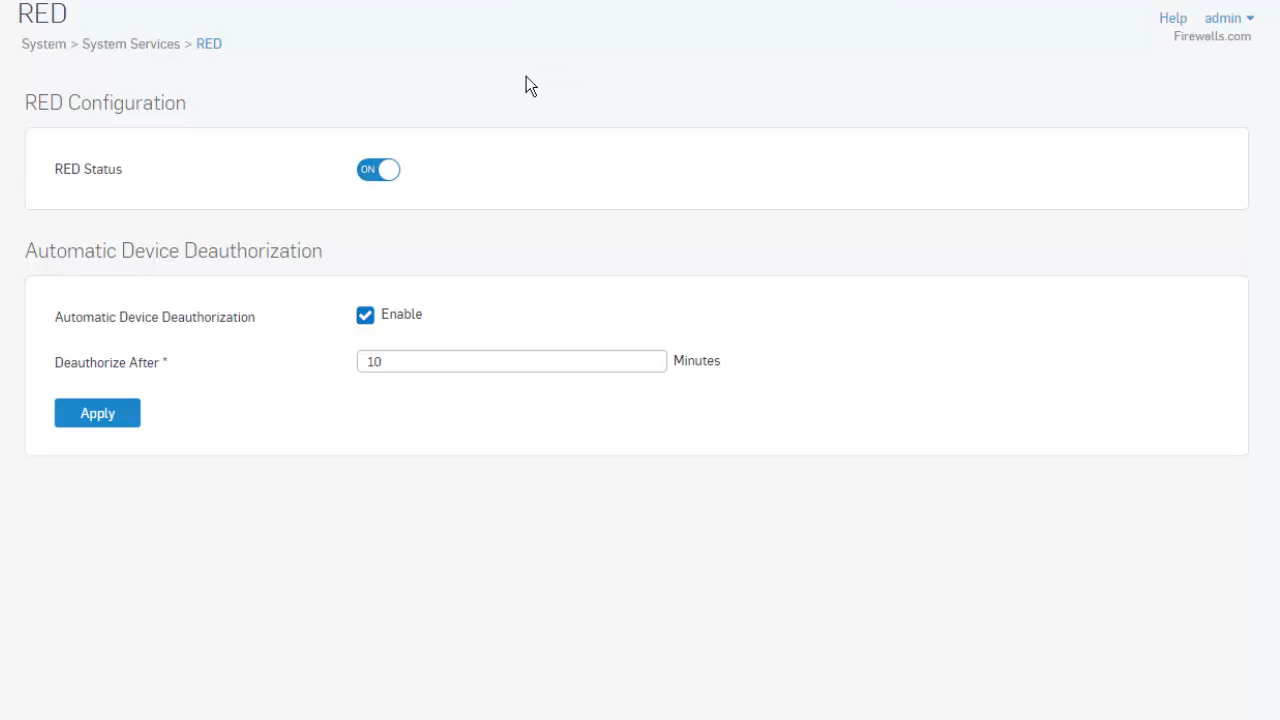 RED
Help admin
Firewalls.com
System > System Services > RED
RED Configuration
RED Status ON
Automatic Device Deauthorization
Automatic Device Deauthorization Enable
Deauthorize After * 10 Minutes
Apply